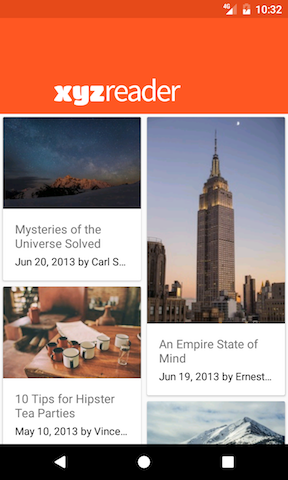 4G
10:32
xyzreader
Mysteries of the
Universe Solved
Jun 20, 2013 by Carl S...
An Empire State of
Mind
Jun 19, 2013 by Ernest...
10 Tips for Hipster
Tea Parties
May 10, 2013 by Vince...